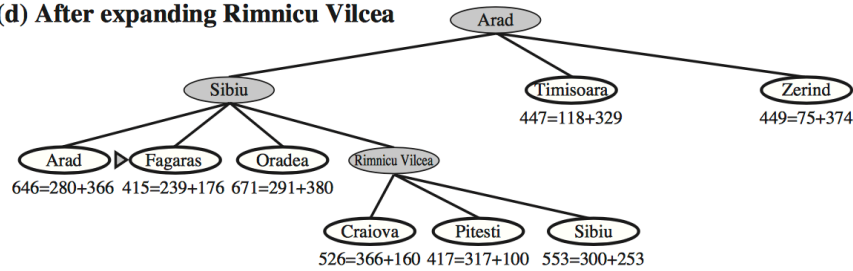 (d) After expanding Rimnicu Vilcea
Arad
Sibiu
Timisoara
Zerind
447=118+329
449=75+374
Arad
Fagaras
Oradea
Rimnicu Vilcea
646=280+366
415=239+176
671=291+380
Craiova
Pitesti
Sibiu
526=366+160
417=317+100
553=300+253